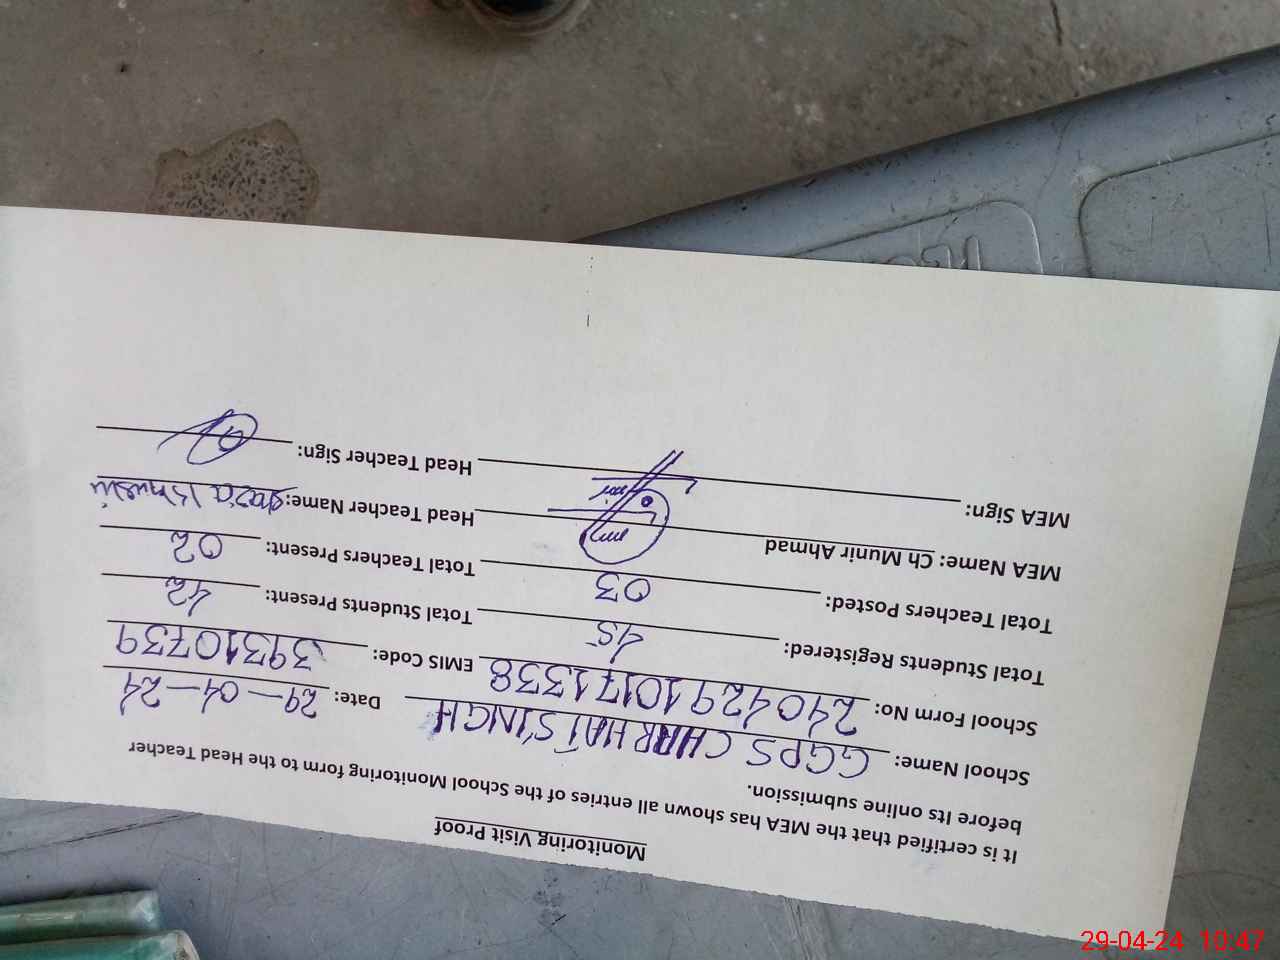 Monitoring Visit Proof
It is certified that the MEA has shown all entries of the School Monitoring form to the Head Teacher
before Its online submission.
School Name: GGPS CHARHAT SINGH Date: 29-04-24
School Form No: 24042910171338 EMIS Code: 39310739
Total Students Registered: 45 Total Students Present: 42
Total Teachers Posted: 03 Total Teachers Present: 02
MEA Name: Ch Munir Ahmad Head Teacher Name:
MEA Sign: Head Teacher Sign:
29-04-24 10:47